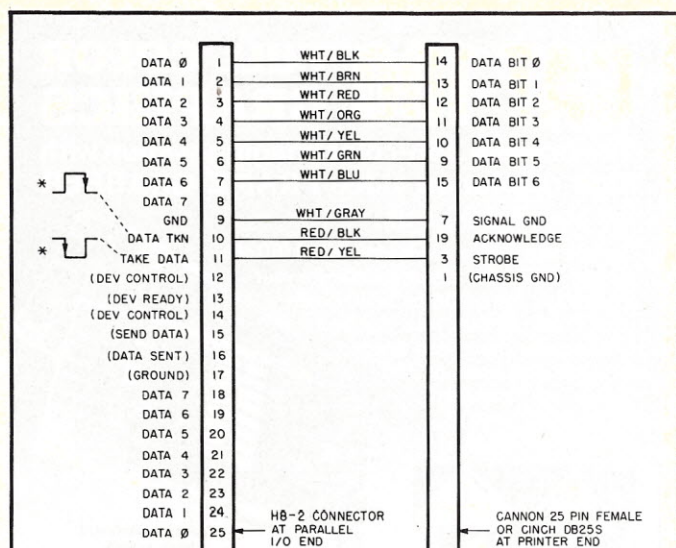 DATA Ø 1 WHT/BLK 14 DATA BIT Ø
DATA 1 2 WHT/BRN 13 DATA BIT 1
DATA 2 3 WHT/RED 12 DATA BIT 2
DATA 3 4 WHT/ORG 11 DATA BIT 3
DATA 4 5 WHT/YEL 10 DATA BIT 4
DATA 5 6 WHT/GRN 9 DATA BIT 5
* DATA 6 7 WHT/BLU 15 DATA BIT 6
DATA 7 8
GND 9 WHT/GRAY 7 SIGNAL GND
DATA TKN 10 RED/BLK 19 ACKNOWLEDGE
* TAKE DATA 11 RED/YEL 3 STROBE
(DEV CONTROL) 12 1 (CHASSIS GND)
(DEV READY) 13
(DEV CONTROL) 14
(SEND DATA) 15
(DATA SENT) 16
(GROUND) 17
DATA 7 18
DATA 6 19
DATA 5 20
DATA 4 21
DATA 3 22
DATA 2 23
DATA 1 24
DATA Ø 25
H8-2 CONNECTOR
AT PARALLEL
I/O END
CANNON 25 PIN FEMALE
OR CINCH DB25S
AT PRINTER END